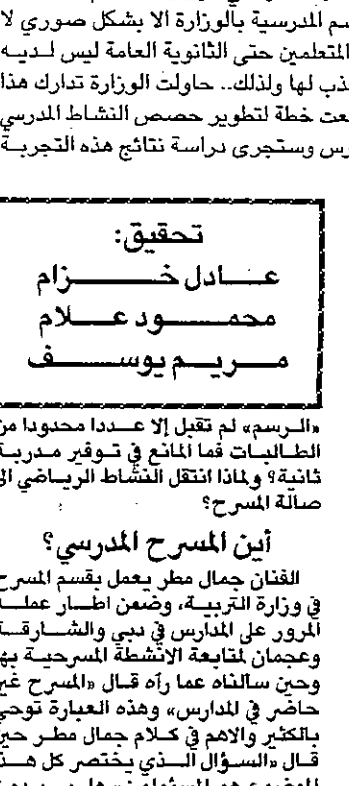 سم المدرسية بالوزارة الا بشكل صوري لا
المتعلمين حتى الثانوية العامة ليس لديه
ذب لها ولذلك.. حاولت الوزارة تدارك هذا
عت خطة لتطوير حصص النشاط المدرسي
رس وستجرى دراسة نتائج هذه التجربة
تحقيق:
عادل خزام
محمود علام
مريم يوسف
«الرسم» لم تقبل إلا عددا محدودا من
الطالبات فما المانع في توفير مدربة
ثانية؟ ولماذا انتقل النشاط الرياضي الى
صالة المسرح؟
أين المسرح المدرسي؟
الفنان جمال مطر يعمل بقسم المسرح
في وزارة التربية، وضمن اطار عمله
المرور على المدارس في دبي والشارقة
وعجمان لمتابعة الانشطة المسرحية بها
وحين سألناه عما رآه قال «المسرح غير
حاضر في المدارس» وهذه العبارة توحي
بالكثير والاهم في كلام جمال مطر حين
قال «السؤال الذي يختصر كل هذا